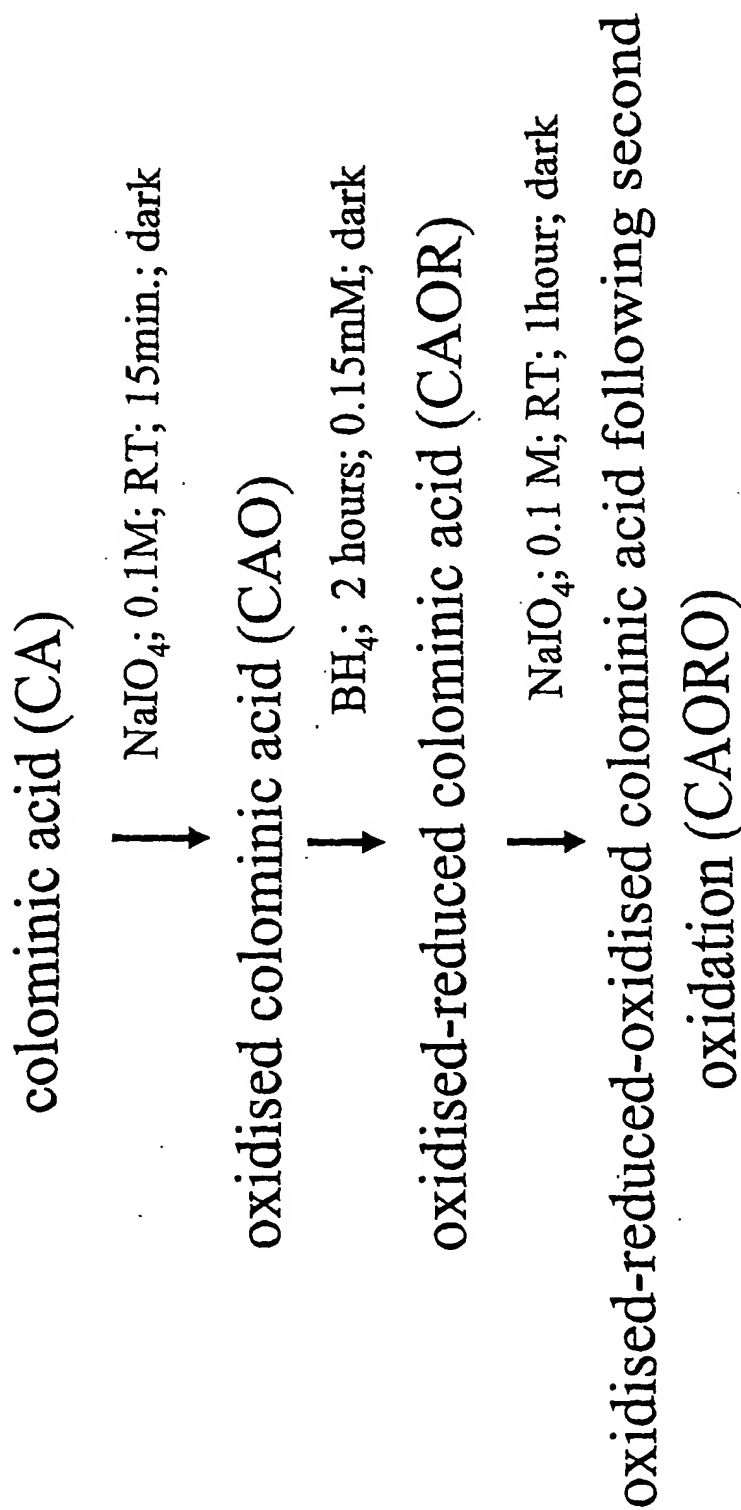 colominic acid (CA)
NaIO₄; 0.1M; RT; 15min.; dark
oxidised colominic acid (CAO)
BH₄; 2 hours; 0.15mM; dark
oxidised-reduced colominic acid (CAOR)
NaIO₄; 0.1 M; RT; 1hour; dark
oxidised-reduced-oxidised colominic acid following second
oxidation (CAORO)